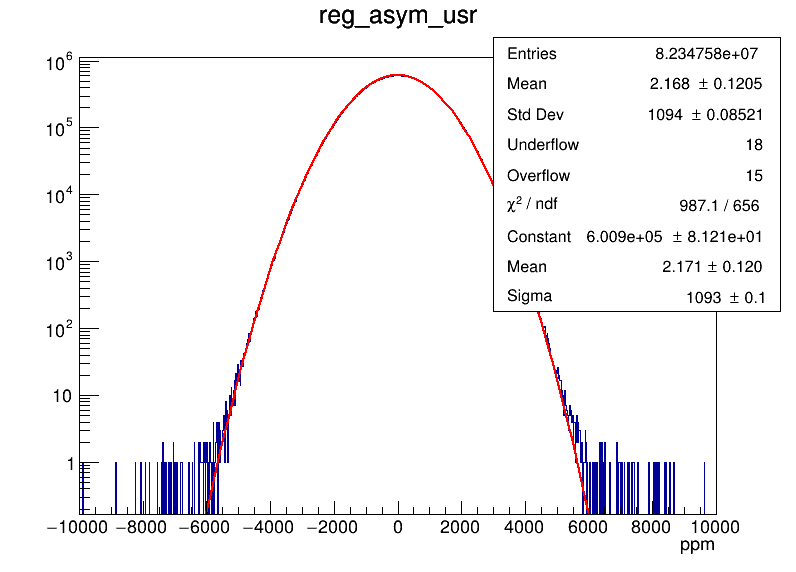 reg_asym_usr
Entries 8.234758e+07
Mean 2.168 ± 0.1205
Std Dev 1094 ± 0.08521
Underflow 18
Overflow 15
χ² / ndf 987.1 / 656
Constant 6.009e+05 ± 8.121e+01
Mean 2.171 ± 0.120
Sigma 1093 ± 0.1
10⁶
10⁵
10⁴
10³
10²
10
1
−10000 −8000 −6000 −4000 −2000 0 2000 4000 6000 8000 10000
ppm